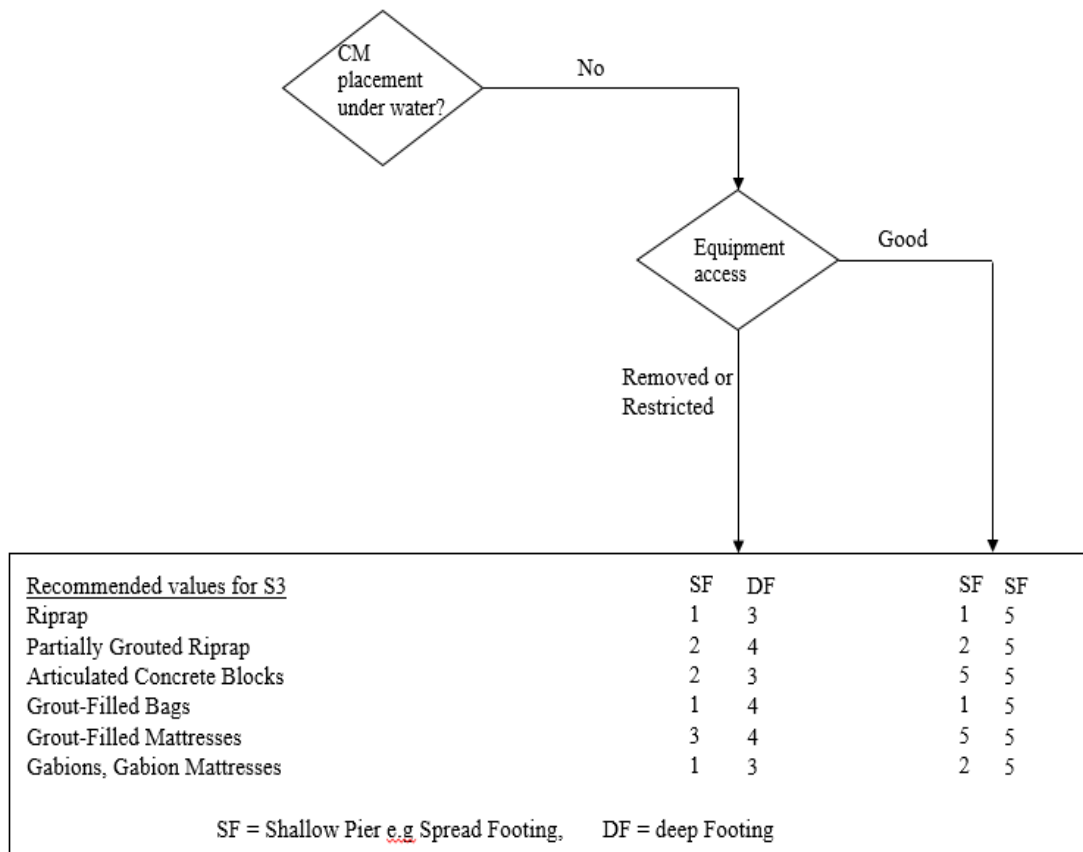 CM
placement
under water?
No
Equipment
access
Good
Removed or
Restricted
Recommended values for S3 SF DF SF SF
Riprap 1 3 1 5
Partially Grouted Riprap 2 4 2 5
Articulated Concrete Blocks 2 3 5 5
Grout-Filled Bags 1 4 1 5
Grout-Filled Mattresses 3 4 5 5
Gabions, Gabion Mattresses 1 3 2 5
SF = Shallow Pier e.g Spread Footing, DF = deep Footing